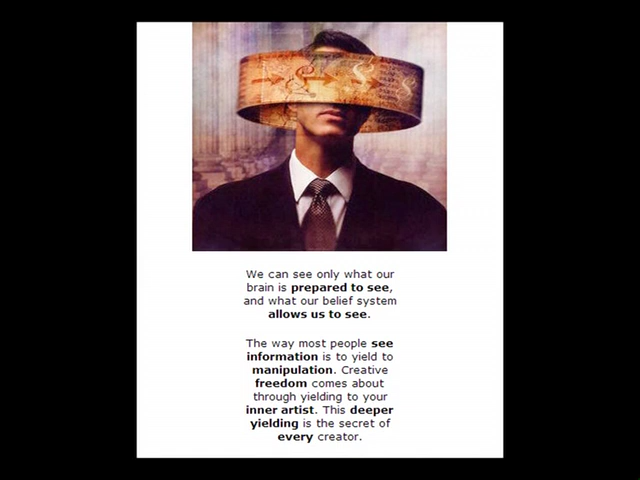 We can see only what our
brain is prepared to see,
and what our belief system
allows us to see.
The way most people see
information is to yield to
manipulation. Creative
freedom comes about
through yielding to your
inner artist. This deeper
yielding is the secret of
every creator.